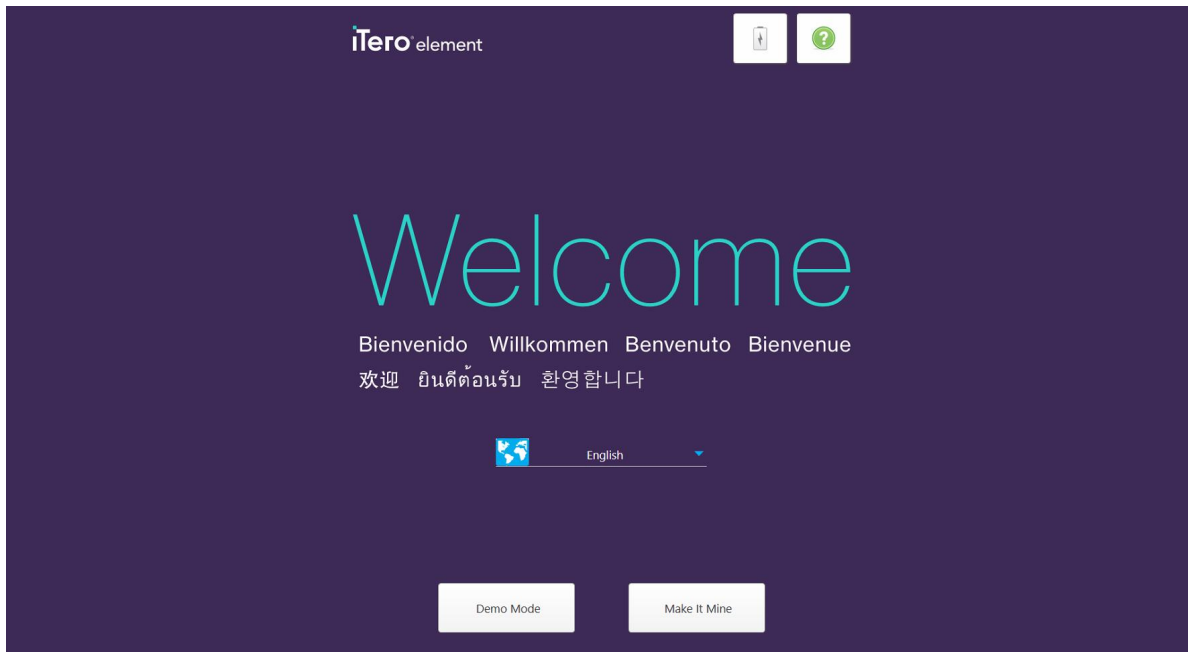 iTero element
?
Welcome
Bienvenido Willkommen Benvenuto Bienvenue
欢迎 ยินดีต้อนรับ 환영합니다
English
Demo Mode Make It Mine